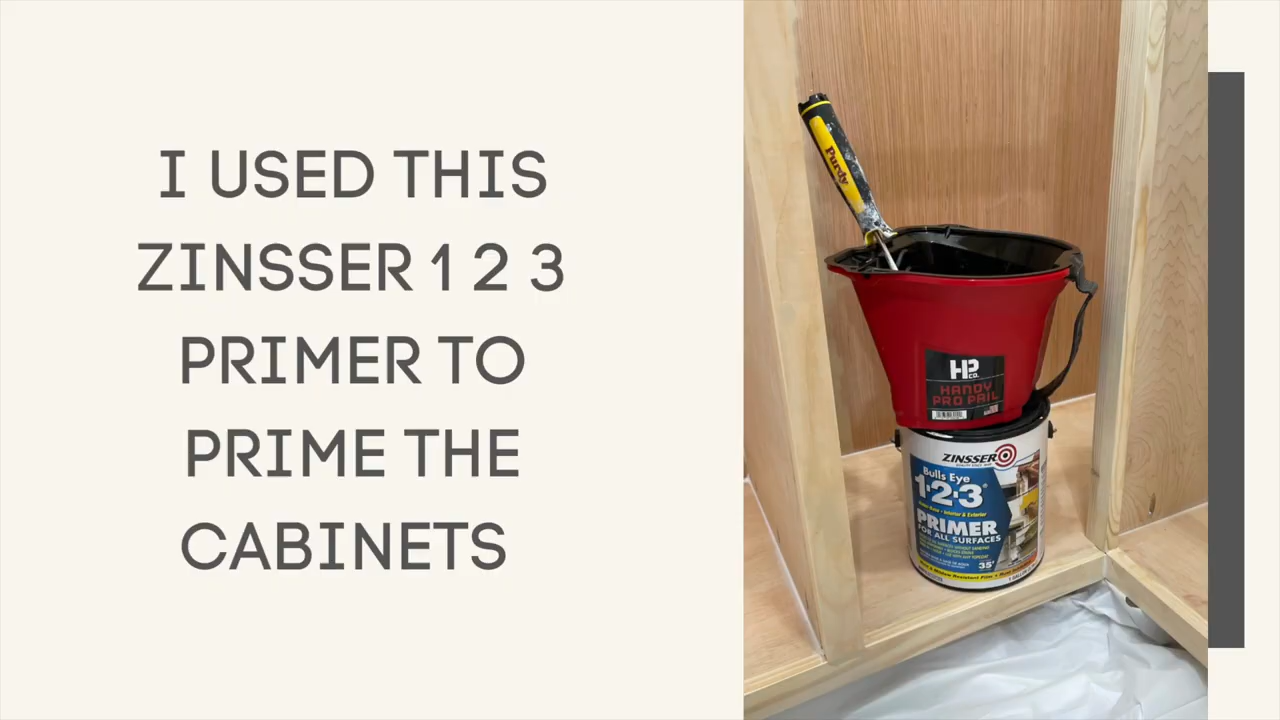 I USED THIS
ZINSSER 1 2 3
PRIMER TO
PRIME THE
CABINETS
Purdy
HP
CO.
HANDY
PRO PAIL
ZINSSER
Bulls Eye
1·2·3®
PRIMER
FOR ALL SURFACES
35'